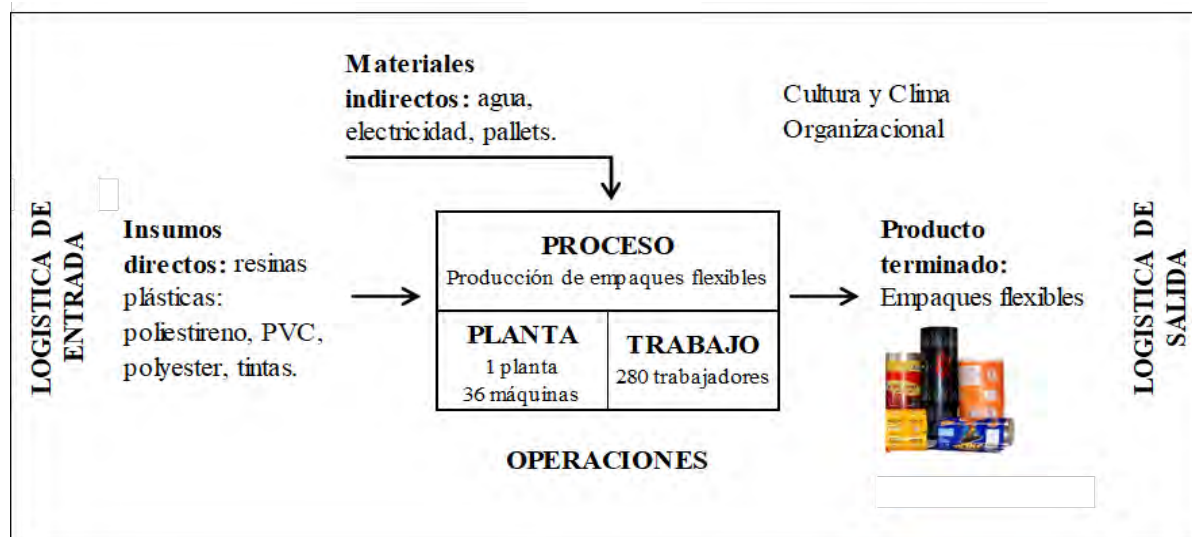 Materiales
indirectos: agua,
electricidad, pallets.
Cultura y Clima
Organizacional
LOGISTICA DE
ENTRADA
Insumos
directos: resinas
plásticas:
poliestireno, PVC,
polyester, tintas.
PROCESO
Producción de empaques flexibles
PLANTA
1 planta
36 máquinas
TRABAJO
280 trabajadores
Producto
terminado:
Empaques flexibles
LOGISTICA DE
SALIDA
OPERACIONES